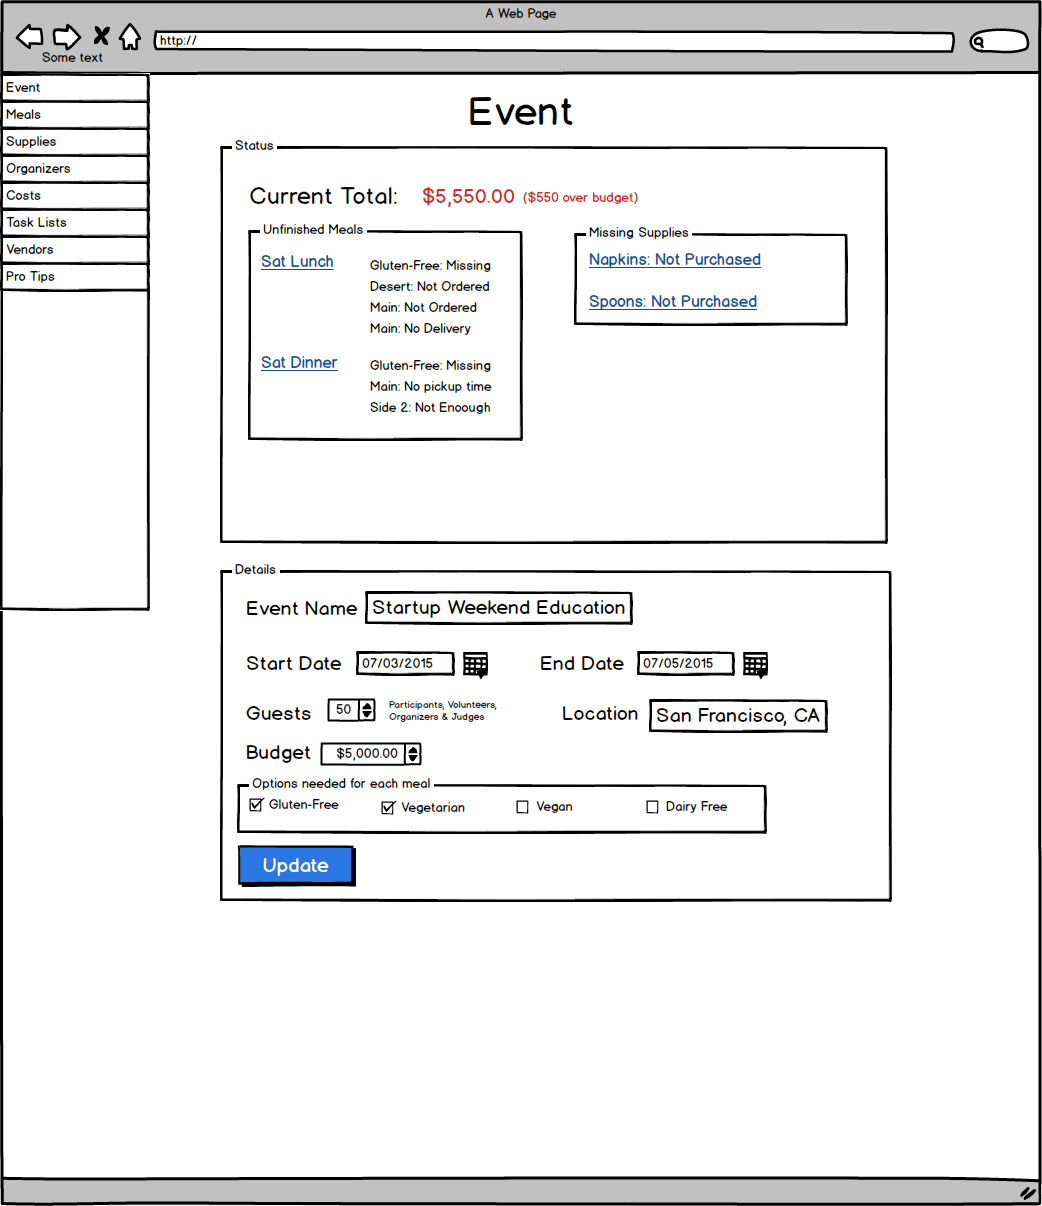 A Web Page
http://
Some text
Event
Meals
Supplies
Organizers
Costs
Task Lists
Vendors
Pro Tips
Event
Status
Current Total: $5,550.00 ($550 over budget)
Unfinished Meals
Sat Lunch
Gluten-Free: Missing
Desert: Not Ordered
Main: Not Ordered
Main: No Delivery
Sat Dinner
Gluten-Free: Missing
Main: No pickup time
Side 2: Not Enoough
Missing Supplies
Napkins: Not Purchased
Spoons: Not Purchased
Details
Event Name Startup Weekend Education
Start Date 07/03/2015 End Date 07/05/2015
Guests 50 Participants, Volunteers,
Organizers & Judges
Location San Francisco, CA
Budget $5,000.00
Options needed for each meal
Gluten-Free Vegetarian Vegan Dairy Free
Update